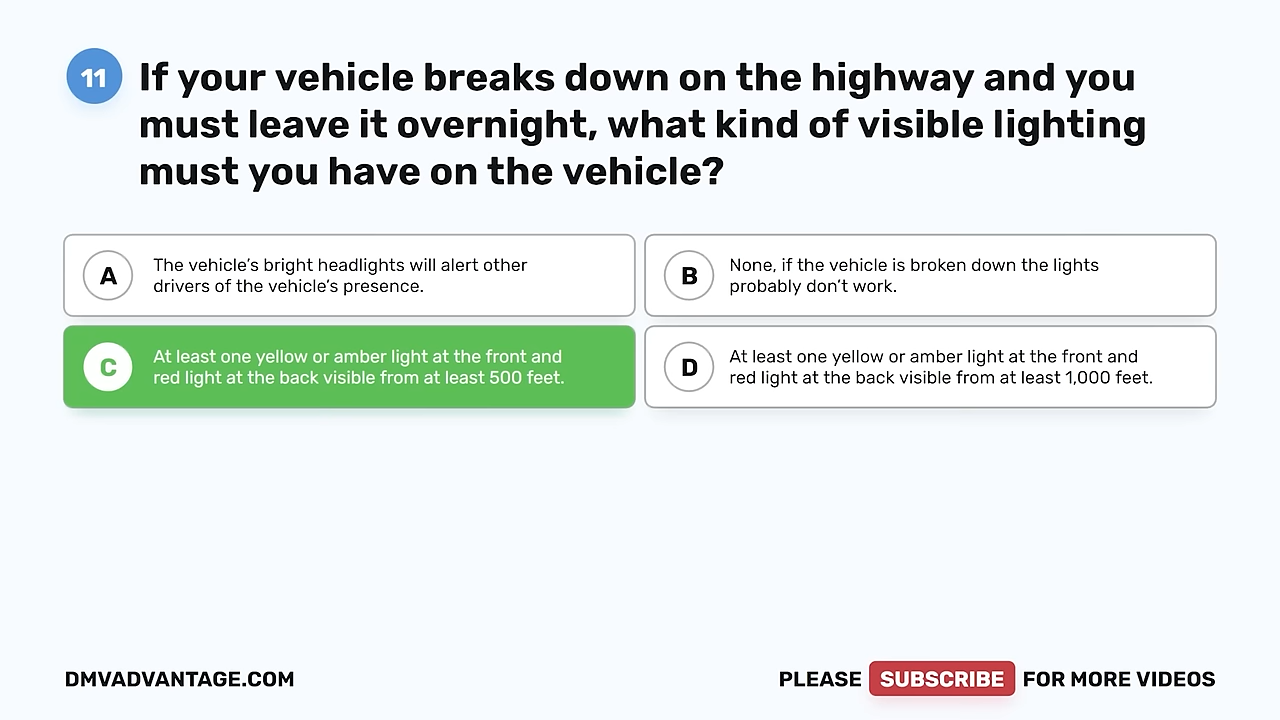 11
If your vehicle breaks down on the highway and you
must leave it overnight, what kind of visible lighting
must you have on the vehicle?
A
The vehicle's bright headlights will alert other
drivers of the vehicle's presence.
B
None, if the vehicle is broken down the lights
probably don't work.
C
At least one yellow or amber light at the front and
red light at the back visible from at least 500 feet.
D
At least one yellow or amber light at the front and
red light at the back visible from at least 1,000 feet.
DMVADVANTAGE.COM
PLEASE SUBSCRIBE FOR MORE VIDEOS